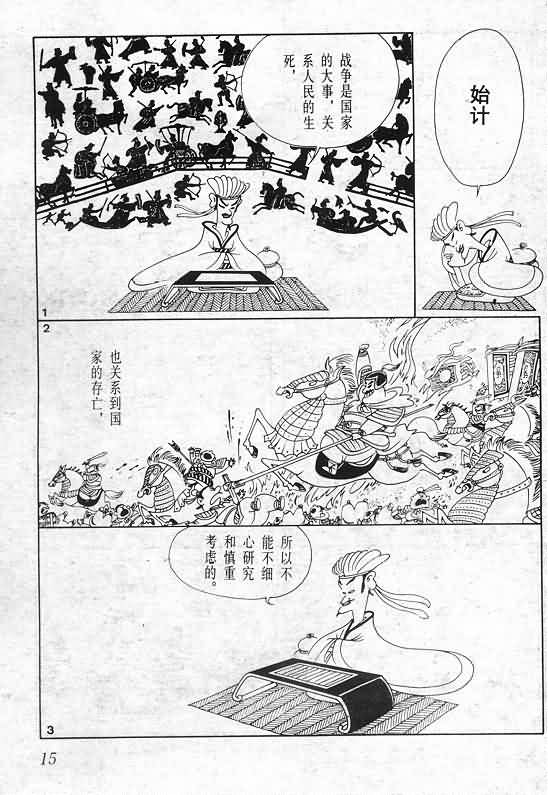 始计
战争是国家
的大事，关
系人民的生
死，
1
2
也关系到国
家的存亡，
所以不
能不细
心研究
和慎重
考虑的。
3
15